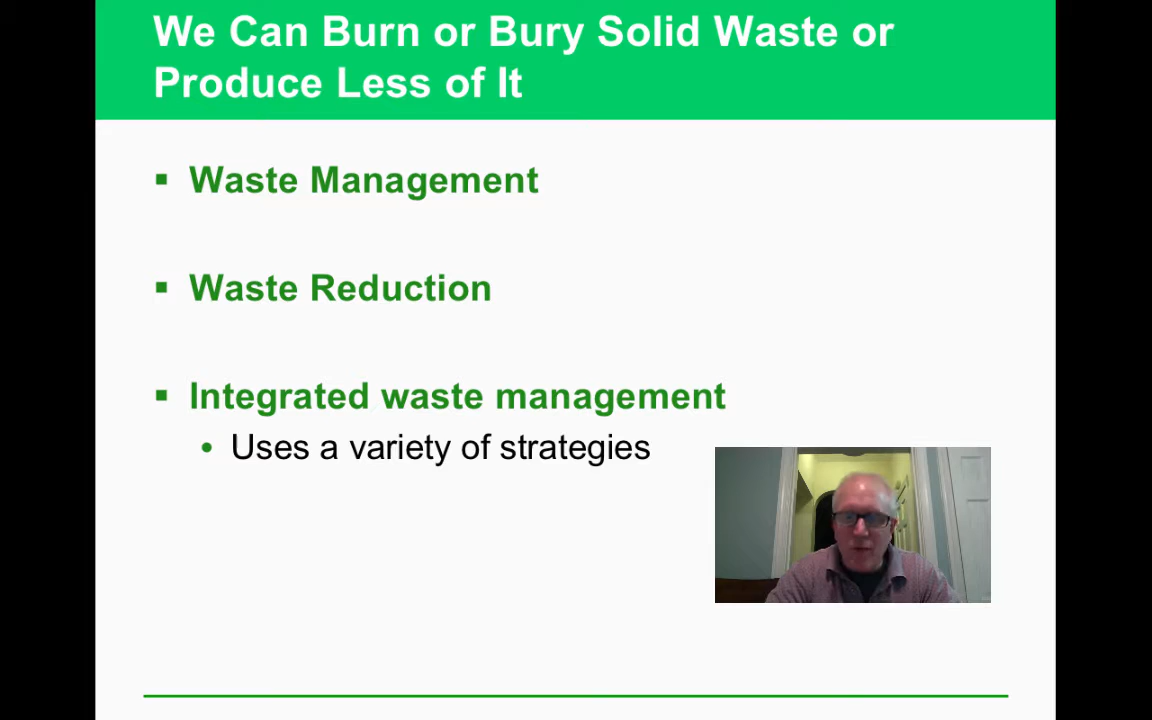 We Can Burn or Bury Solid Waste or
Produce Less of It
▪ Waste Management
▪ Waste Reduction
▪ Integrated waste management
• Uses a variety of strategies